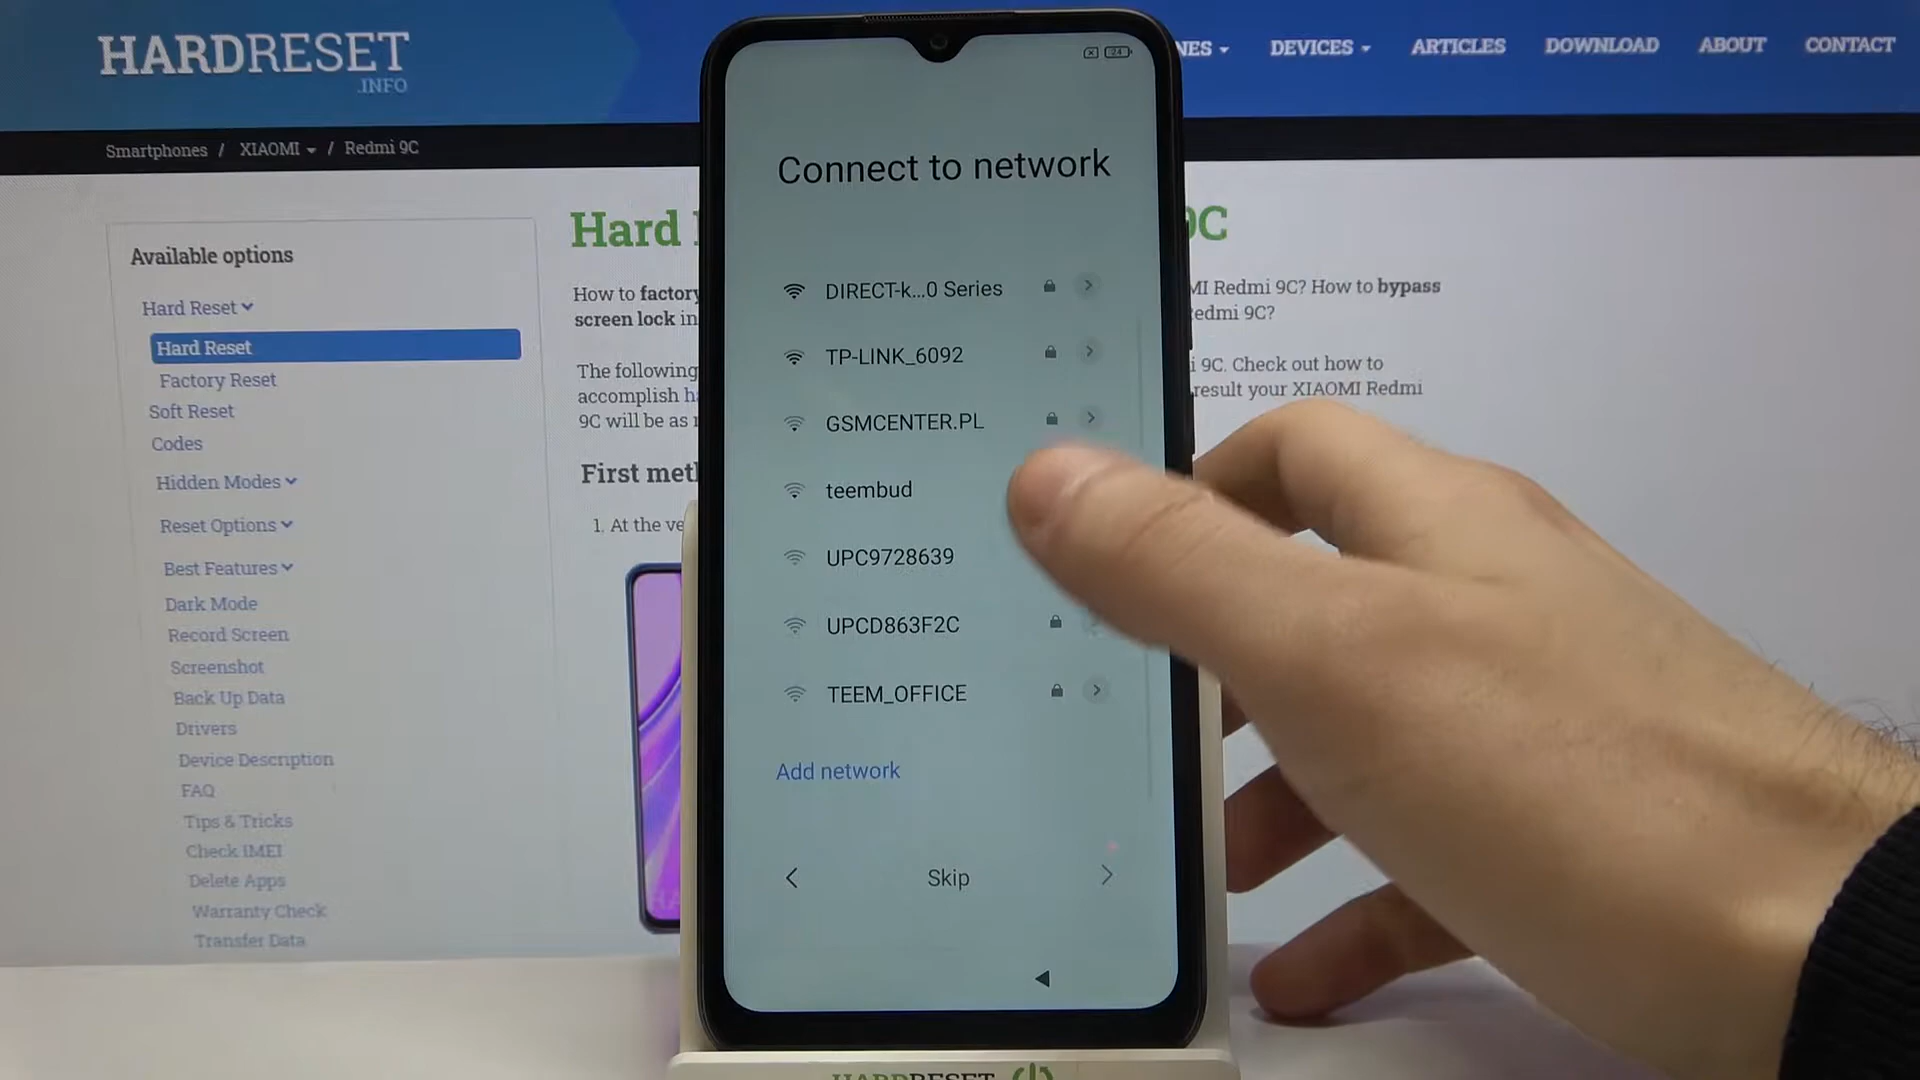 HARDRESET
.INFO
DEVICES
ARTICLES
DOWNLOAD
ABOUT
CONTACT
Smartphones / XIAOMI / Redmi 9C
Available options
Hard Reset
Hard Reset
Factory Reset
Soft Reset
Codes
Hidden Modes
Reset Options
Best Features
Dark Mode
Record Screen
Screenshot
Back Up Data
Drivers
Device Description
FAQ
Tips & Tricks
Check IMEI
Delete Apps
Warranty Check
Transfer Data
Hard
9C
How to factory
screen lock in
The following
accomplish
9C will be as
First
1. At the
MI Redmi 9C? How to bypass
edmi 9C?
i 9C. Check out how to
result your XIAOMI Redmi
24
Connect to network
DIRECT-k...0 Series
TP-LINK_6092
GSMCENTER.PL
teembud
UPC9728639
UPCD863F2C
TEEM_OFFICE
Add network
Skip
HARDRESET